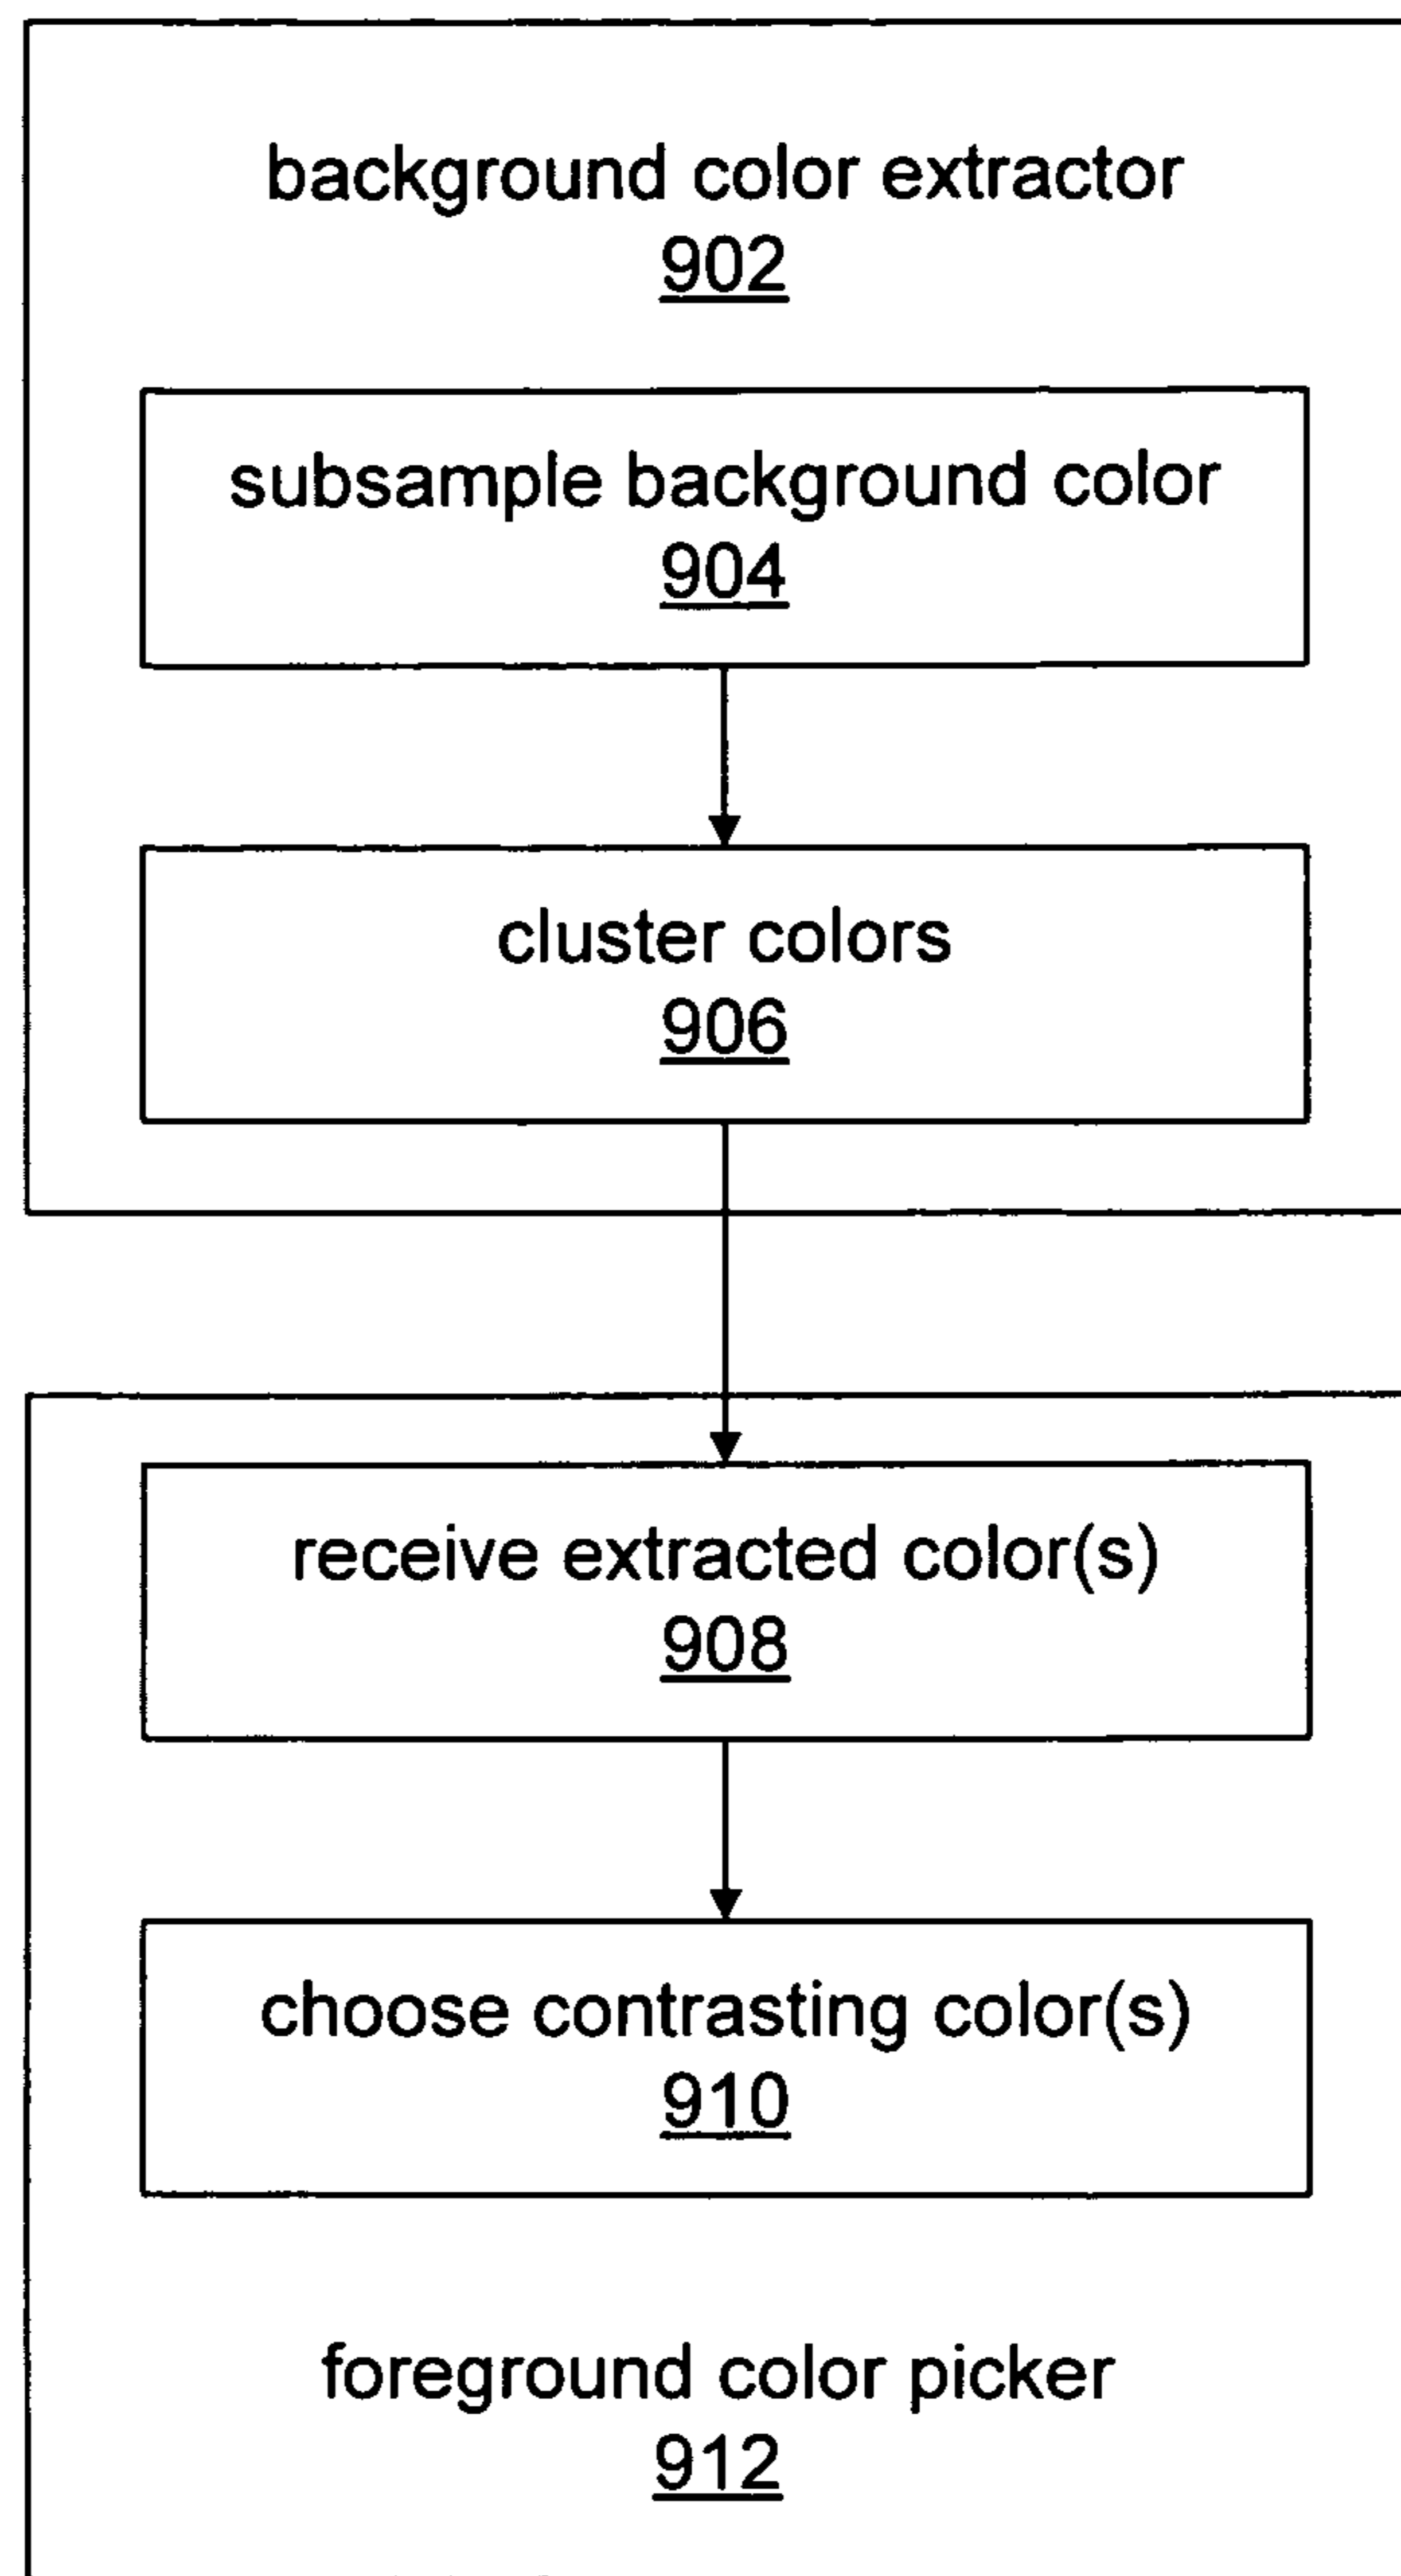 background color extractor
902
subsample background color
904
cluster colors
906
receive extracted color(s)
908
choose contrasting color(s)
910
foreground color picker
912